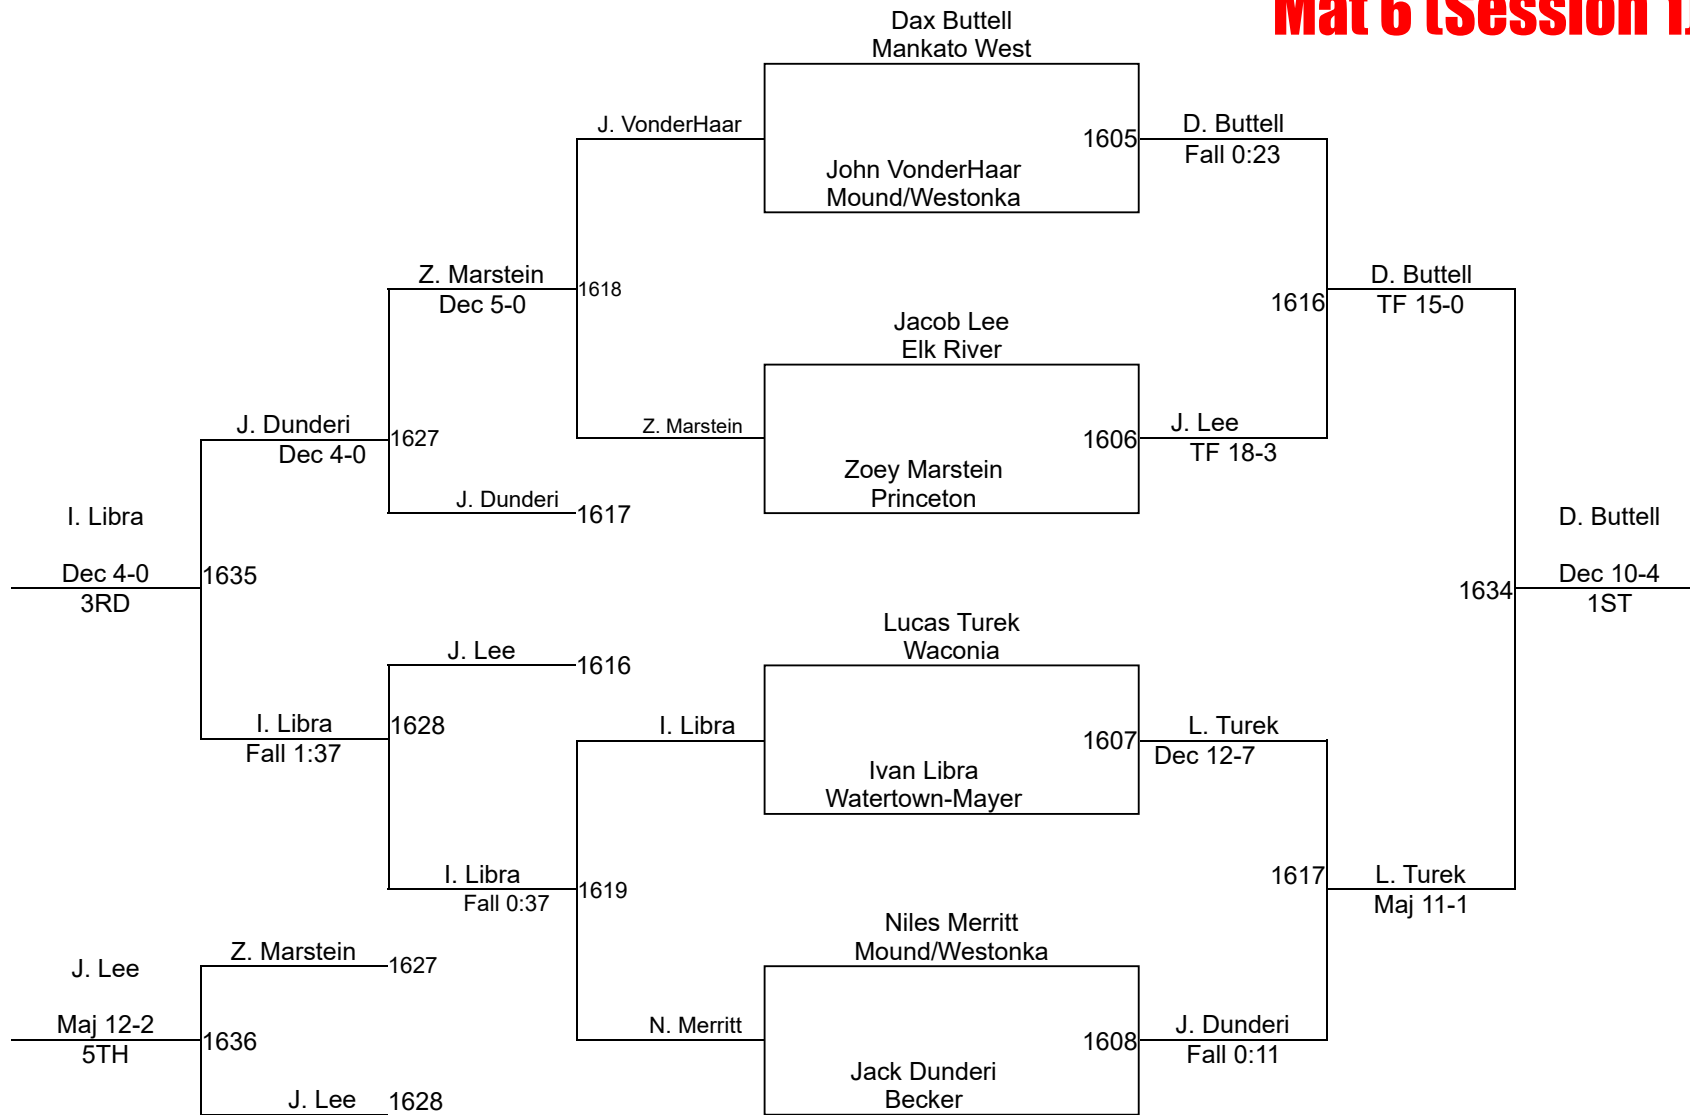 Mat 6 (Session 1)
Dax Buttell
Mankato West
J. VonderHaar
1605
D. Buttell
Fall 0:23
John VonderHaar
Mound/Westonka
Z. Marstein
Dec 5-0
1618
1616
D. Buttell
TF 15-0
Jacob Lee
Elk River
J. Dunderi
Dec 4-0
1627
Z. Marstein
1606
J. Lee
TF 18-3
Zoey Marstein
Princeton
J. Dunderi
1617
I. Libra
Dec 4-0
3RD
1635
D. Buttell
1634
Dec 10-4
1ST
Lucas Turek
Waconia
J. Lee
1616
I. Libra
Fall 1:37
1628
I. Libra
1607
L. Turek
Dec 12-7
Ivan Libra
Watertown-Mayer
I. Libra
Fall 0:37
1619
1617
L. Turek
Maj 11-1
Niles Merritt
Mound/Westonka
Z. Marstein
1627
J. Lee
Maj 12-2
5TH
1636
N. Merritt
1608
J. Dunderi
Fall 0:11
Jack Dunderi
Becker
J. Lee
1628